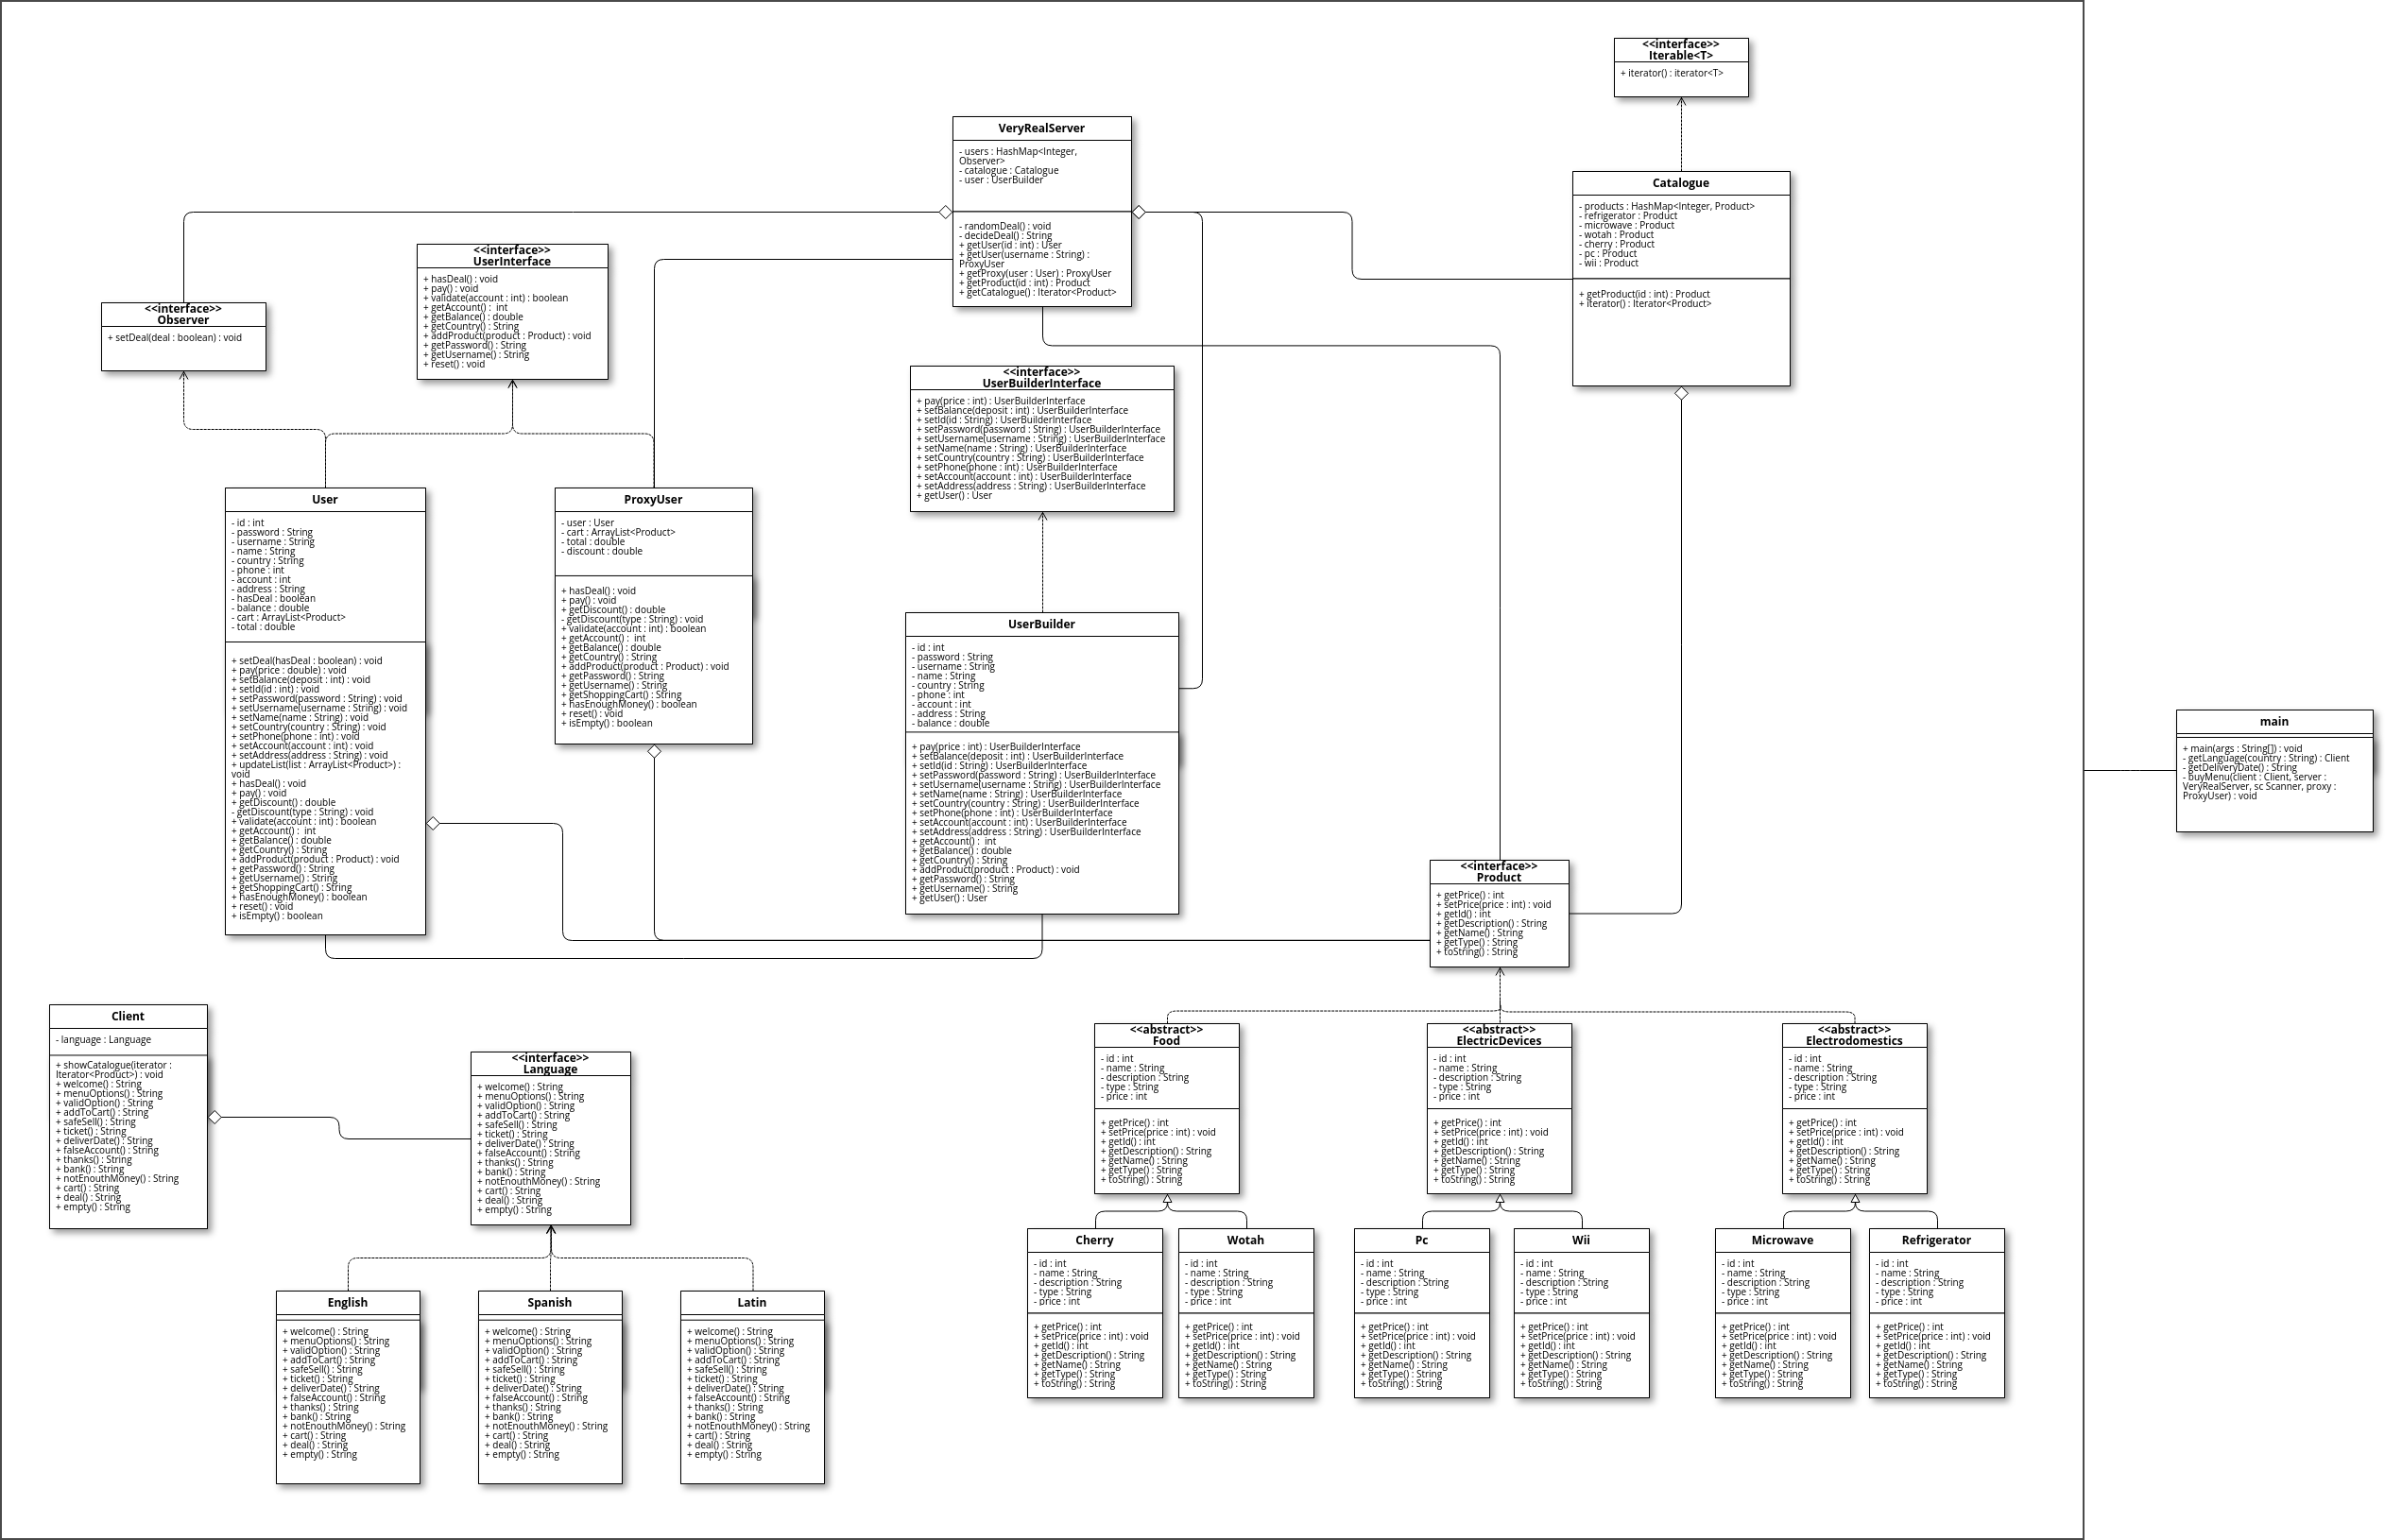 <<interface>>
Iterable<T>
+ iterator() : iterator<T>
VeryRealServer
- users : HashMap<Integer,
Observer>
- catalogue : Catalogue
- user : UserBuilder
- randomDeal() : void
- decideDeal() : String
+ getUser(id : int) : User
+ getUser(username : String) :
ProxyUser
+ getProxy(user : User) : ProxyUser
+ getProduct(id : int) : Product
+ getCatalogue() : Iterator<Product>
Catalogue
- products : HashMap<Integer, Product>
- refrigerator : Product
- microwave : Product
- wotah : Product
- cherry : Product
- pc : Product
- wii : Product
+ getProduct(id : int) : Product
+ iterator() : Iterator<Product>
<<interface>>
UserInterface
+ hasDeal() : void
+ pay() : void
+ validate(account : int) : boolean
+ getAccount() :  int
+ getBalance() : double
+ getCountry() : String
+ addProduct(product : Product) : void
+ getPassword() : String
+ getUsername() : String
+ reset() : void
<<interface>>
Observer
+ setDeal(deal : boolean) : void
<<interface>>
UserBuilderInterface
+ pay(price : int) : UserBuilderInterface
+ setBalance(deposit : int) : UserBuilderInterface
+ setId(id : String) : UserBuilderInterface
+ setPassword(password : String) : UserBuilderInterface
+ setUsername(username : String) : UserBuilderInterface
+ setName(name : String) : UserBuilderInterface
+ setCountry(country : String) : UserBuilderInterface
+ setPhone(phone : int) : UserBuilderInterface
+ setAccount(account : int) : UserBuilderInterface
+ setAddress(address : String) : UserBuilderInterface
+ getUser() : User
User
- id : int
- password : String
- username : String
- name : String
- country : String
- phone : int
- account : int
- address : String
- hasDeal : boolean
- balance : double
- cart : ArrayList<Product>
- total : double
+ setDeal(hasDeal : boolean) : void
+ pay(price : double) : void
+ setBalance(deposit : int) : void
+ setId(id : int) : void
+ setPassword(password : String) : void
+ setUsername(username : String) : void
+ setName(name : String) : void
+ setCountry(country : String) : void
+ setPhone(phone : int) : void
+ setAccount(account : int) : void
+ setAddress(address : String) : void
+ updateList(list : ArrayList<Product>) :
void
+ hasDeal() : void
+ pay() : void
+ getDiscount() : double
- getDiscount(type : String) : void
+ validate(account : int) : boolean
+ getAccount() :  int
+ getBalance() : double
+ getCountry() : String
+ addProduct(product : Product) : void
+ getPassword() : String
+ getUsername() : String
+ getShoppingCart() : String
+ hasEnoughMoney() : boolean
+ reset() : void
+ isEmpty() : boolean
ProxyUser
- user : User
- cart : ArrayList<Product>
- total : double
- discount : double
+ hasDeal() : void
+ pay() : void
+ getDiscount() : double
- getDiscount(type : String) : void
+ validate(account : int) : boolean
+ getAccount() :  int
+ getBalance() : double
+ getCountry() : String
+ addProduct(product : Product) : void
+ getPassword() : String
+ getUsername() : String
+ getShoppingCart() : String
+ hasEnoughMoney() : boolean
+ reset() : void
+ isEmpty() : boolean
UserBuilder
- id : int
- password : String
- username : String
- name : String
- country : String
- phone : int
- account : int
- address : String
- balance : double
+ pay(price : int) : UserBuilderInterface
+ setBalance(deposit : int) : UserBuilderInterface
+ setId(id : String) : UserBuilderInterface
+ setPassword(password : String) : UserBuilderInterface
+ setUsername(username : String) : UserBuilderInterface
+ setName(name : String) : UserBuilderInterface
+ setCountry(country : String) : UserBuilderInterface
+ setPhone(phone : int) : UserBuilderInterface
+ setAccount(account : int) : UserBuilderInterface
+ setAddress(address : String) : UserBuilderInterface
+ getAccount() :  int
+ getBalance() : double
+ getCountry() : String
+ addProduct(product : Product) : void
+ getPassword() : String
+ getUsername() : String
+ getUser() : User
main
+ main(args : String[]) : void
- getLanguage(country : String) : Client
- getDeliveryDate() : String
- buyMenu(client : Client, server :
VeryRealServer, sc Scanner, proxy :
ProxyUser) : void
<<interface>>
Product
+ getPrice() : int
+ setPrice(price : int) : void
+ getId() : int
+ getDescription() : String
+ getName() : String
+ getType() : String
+ toString() : String
Client
- language : Language
+ showCatalogue(iterator :
Iterator<Product>) : void
+ welcome() : String
+ menuOptions() : String
+ validOption() : String
+ addToCart() : String
+ safeSell() : String
+ ticket() : String
+ deliverDate() : String
+ falseAccount() : String
+ thanks() : String
+ bank() : String
+ notEnouthMoney() : String
+ cart() : String
+ deal() : String
+ empty() : String
<<interface>>
Language
+ welcome() : String
+ menuOptions() : String
+ validOption() : String
+ addToCart() : String
+ safeSell() : String
+ ticket() : String
+ deliverDate() : String
+ falseAccount() : String
+ thanks() : String
+ bank() : String
+ notEnouthMoney() : String
+ cart() : String
+ deal() : String
+ empty() : String
<<abstract>>
Food
- id : int
- name : String
- description : String
- type : String
- price : int
+ getPrice() : int
+ setPrice(price : int) : void
+ getId() : int
+ getDescription() : String
+ getName() : String
+ getType() : String
+ toString() : String
<<abstract>>
ElectricDevices
- id : int
- name : String
- description : String
- type : String
- price : int
+ getPrice() : int
+ setPrice(price : int) : void
+ getId() : int
+ getDescription() : String
+ getName() : String
+ getType() : String
+ toString() : String
<<abstract>>
Electrodomestics
- id : int
- name : String
- description : String
- type : String
- price : int
+ getPrice() : int
+ setPrice(price : int) : void
+ getId() : int
+ getDescription() : String
+ getName() : String
+ getType() : String
+ toString() : String
Cherry
- id : int
- name : String
- description : String
- type : String
- price : int
+ getPrice() : int
+ setPrice(price : int) : void
+ getId() : int
+ getDescription() : String
+ getName() : String
+ getType() : String
+ toString() : String
Wotah
- id : int
- name : String
- description : String
- type : String
- price : int
+ getPrice() : int
+ setPrice(price : int) : void
+ getId() : int
+ getDescription() : String
+ getName() : String
+ getType() : String
+ toString() : String
Pc
- id : int
- name : String
- description : String
- type : String
- price : int
+ getPrice() : int
+ setPrice(price : int) : void
+ getId() : int
+ getDescription() : String
+ getName() : String
+ getType() : String
+ toString() : String
Wii
- id : int
- name : String
- description : String
- type : String
- price : int
+ getPrice() : int
+ setPrice(price : int) : void
+ getId() : int
+ getDescription() : String
+ getName() : String
+ getType() : String
+ toString() : String
Microwave
- id : int
- name : String
- description : String
- type : String
- price : int
+ getPrice() : int
+ setPrice(price : int) : void
+ getId() : int
+ getDescription() : String
+ getName() : String
+ getType() : String
+ toString() : String
Refrigerator
- id : int
- name : String
- description : String
- type : String
- price : int
+ getPrice() : int
+ setPrice(price : int) : void
+ getId() : int
+ getDescription() : String
+ getName() : String
+ getType() : String
+ toString() : String
English
+ welcome() : String
+ menuOptions() : String
+ validOption() : String
+ addToCart() : String
+ safeSell() : String
+ ticket() : String
+ deliverDate() : String
+ falseAccount() : String
+ thanks() : String
+ bank() : String
+ notEnouthMoney() : String
+ cart() : String
+ deal() : String
+ empty() : String
Spanish
+ welcome() : String
+ menuOptions() : String
+ validOption() : String
+ addToCart() : String
+ safeSell() : String
+ ticket() : String
+ deliverDate() : String
+ falseAccount() : String
+ thanks() : String
+ bank() : String
+ notEnouthMoney() : String
+ cart() : String
+ deal() : String
+ empty() : String
Latin
+ welcome() : String
+ menuOptions() : String
+ validOption() : String
+ addToCart() : String
+ safeSell() : String
+ ticket() : String
+ deliverDate() : String
+ falseAccount() : String
+ thanks() : String
+ bank() : String
+ notEnouthMoney() : String
+ cart() : String
+ deal() : String
+ empty() : String